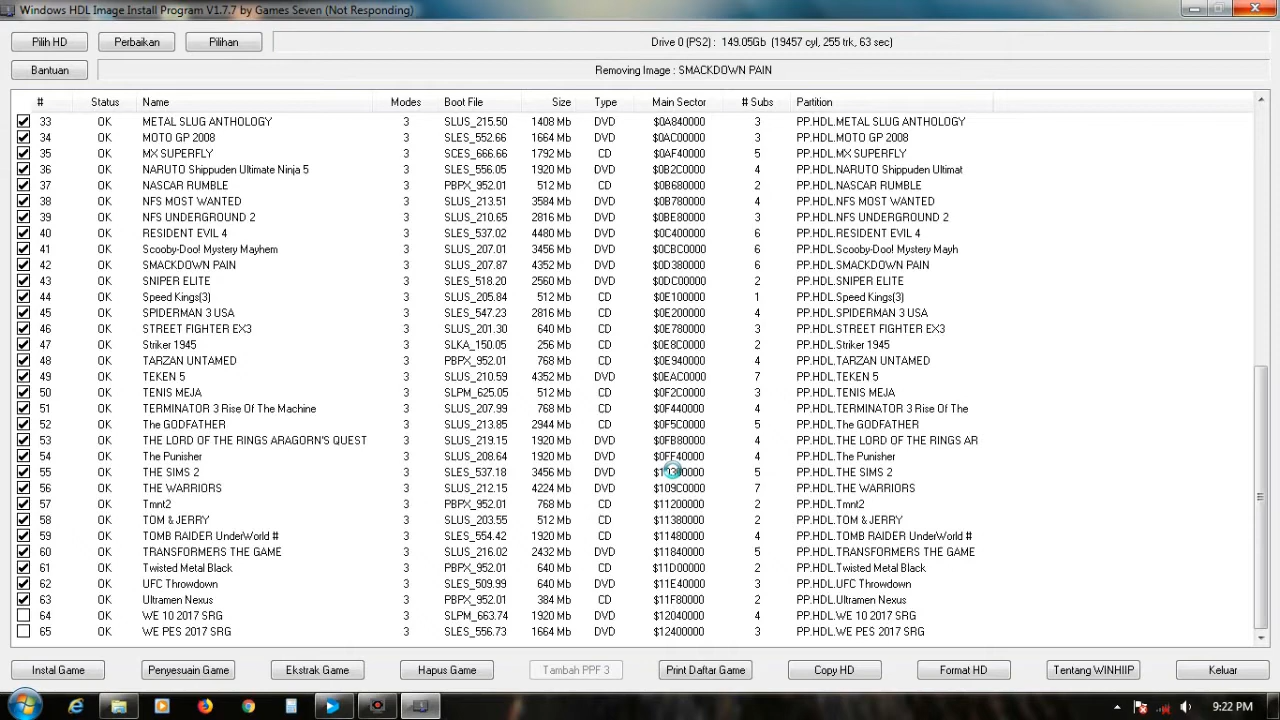 Windows HDL Image Install Program V1.7.7 by Games Seven (Not Responding)
Pilih HD Perbaikan Pilihan Drive 0 (PS2) : 149.05Gb (19457 cyl, 255 trk, 63 sec)
Bantuan Removing Image : SMACKDOWN PAIN
# Status Name Modes Boot File Size Type Main Sector # Subs Partition
33 OK METAL SLUG ANTHOLOGY 3 SLUS_215.50 1408 Mb DVD $0A840000 3 PP.HDL.METAL SLUG ANTHOLOGY
34 OK MOTO GP 2008 3 SLES_552.66 1664 Mb DVD $0AC00000 3 PP.HDL.MOTO GP 2008
35 OK MX SUPERFLY 3 SCES_666.66 1792 Mb CD $0AF40000 5 PP.HDL.MX SUPERFLY
36 OK NARUTO Shippuden Ultimate Ninja 5 3 SLES_556.05 1920 Mb DVD $0B2C0000 4 PP.HDL.NARUTO Shippuden Ultimat
37 OK NASCAR RUMBLE 3 PBPX_952.01 512 Mb CD $0B680000 2 PP.HDL.NASCAR RUMBLE
38 OK NFS MOST WANTED 3 SLUS_213.51 3584 Mb DVD $0B780000 4 PP.HDL.NFS MOST WANTED
39 OK NFS UNDERGROUND 2 3 SLUS_210.65 2816 Mb DVD $0BE80000 3 PP.HDL.NFS UNDERGROUND 2
40 OK RESIDENT EVIL 4 3 SLES_537.02 4480 Mb DVD $0C400000 6 PP.HDL.RESIDENT EVIL 4
41 OK Scooby-Doo! Mystery Mayhem 3 SLUS_207.01 3456 Mb DVD $0CBC0000 6 PP.HDL.Scooby-Doo! Mystery Mayh
42 OK SMACKDOWN PAIN 3 SLUS_207.87 4352 Mb DVD $0D380000 6 PP.HDL.SMACKDOWN PAIN
43 OK SNIPER ELITE 3 SLES_518.20 2560 Mb DVD $0DC00000 2 PP.HDL.SNIPER ELITE
44 OK Speed Kings(3) 3 SLUS_205.84 512 Mb CD $0E100000 1 PP.HDL.Speed Kings(3)
45 OK SPIDERMAN 3 USA 3 SLES_547.23 2816 Mb DVD $0E200000 4 PP.HDL.SPIDERMAN 3 USA
46 OK STREET FIGHTER EX3 3 SLUS_201.30 640 Mb CD $0E780000 3 PP.HDL.STREET FIGHTER EX3
47 OK Striker 1945 3 SLKA_150.05 256 Mb CD $0E8C0000 2 PP.HDL.Striker 1945
48 OK TARZAN UNTAMED 3 PBPX_952.01 768 Mb CD $0E940000 4 PP.HDL.TARZAN UNTAMED
49 OK TEKEN 5 3 SLUS_210.59 4352 Mb DVD $0EAC0000 7 PP.HDL.TEKEN 5
50 OK TENIS MEJA 3 SLPM_625.05 512 Mb CD $0F2C0000 3 PP.HDL.TENIS MEJA
51 OK TERMINATOR 3 Rise Of The Machine 3 SLUS_207.99 768 Mb DVD $0F440000 4 PP.HDL.TERMINATOR 3 Rise Of The
52 OK The GODFATHER 3 SLUS_213.85 2944 Mb CD $0F5C0000 5 PP.HDL.The GODFATHER
53 OK THE LORD OF THE RINGS ARAGORN'S QUEST 3 SLUS_219.15 1920 Mb DVD $0FB80000 4 PP.HDL.THE LORD OF THE RINGS AR
54 OK The Punisher 3 SLUS_208.64 1920 Mb DVD $0FF40000 4 PP.HDL.The Punisher
55 OK THE SIMS 2 3 SLES_537.18 3456 Mb DVD 5 PP.HDL.THE SIMS 2
56 OK THE WARRIORS 3 SLUS_212.15 4224 Mb DVD $109C0000 7 PP.HDL.THE WARRIORS
57 OK Tmnt2 3 PBPX_952.01 768 Mb CD $11200000 2 PP.HDL.Tmnt2
58 OK TOM & JERRY 3 SLUS_203.55 512 Mb CD $11380000 2 PP.HDL.TOM & JERRY
59 OK TOMB RAIDER UnderWorld # 3 SLES_554.42 1920 Mb DVD $11480000 2 PP.HDL.TOMB RAIDER UnderWorld #
60 OK TRANSFORMERS THE GAME 3 SLUS_216.02 2432 Mb DVD $11840000 5 PP.HDL.TRANSFORMERS THE GAME
61 OK Twisted Metal Black 3 PBPX_952.01 640 Mb CD $11D00000 2 PP.HDL.Twisted Metal Black
62 OK UFC Throwdown 3 SLES_509.99 640 Mb DVD $11E40000 3 PP.HDL.UFC Throwdown
63 OK Ultramen Nexus 3 PBPX_952.01 384 Mb CD $11F80000 2 PP.HDL.Ultramen Nexus
64 OK WE 10 2017 SRG 3 SLPM_663.74 1920 Mb DVD $12040000 4 PP.HDL.WE 10 2017 SRG
65 OK WE PES 2017 SRG 3 SLES_556.73 1664 Mb DVD $12400000 3 PP.HDL.WE PES 2017 SRG
Instal Game Penyesuain Game Ekstrak Game Hapus Game Tambah PPF 3 Print Daftar Game Copy HD Format HD Tentang WINHIIP Keluar
9:22 PM